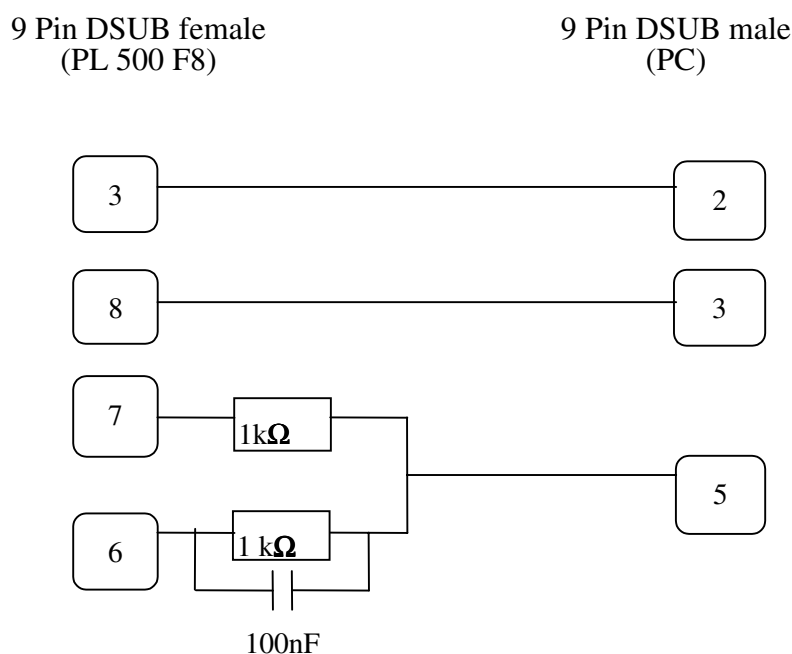 9 Pin DSUB female
(PL 500 F8)
9 Pin DSUB male
(PC)
3
2
8
3
7
1kΩ
5
6
1 kΩ
100nF